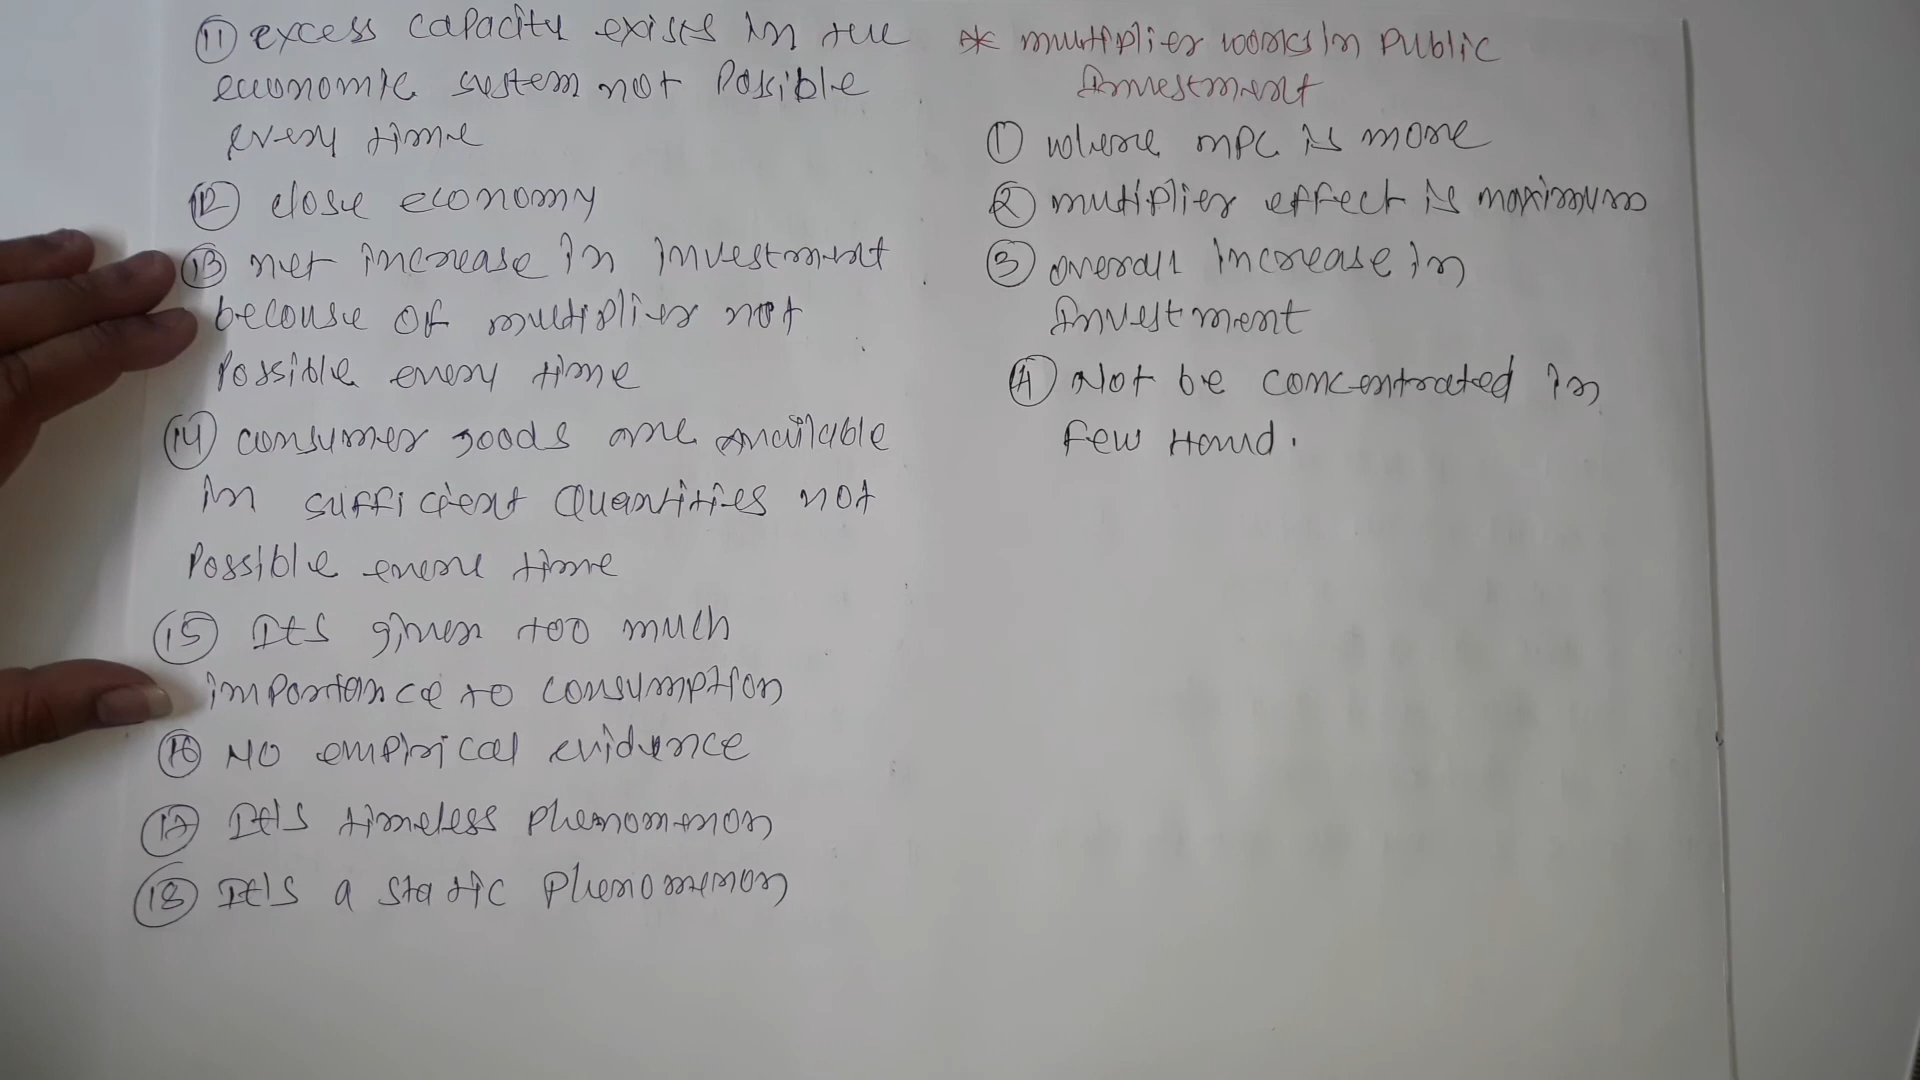 11 excess capacity exists in the
economic system not possible
every time
12 close economy
13 net increase in investment
because of multiplier not
possible every time
14 consumer goods are available
in sufficient quantities not
possible every time
15 It's given too much
importance to consumption
16 NO empirical evidence
17 It's timeless phenomenon
18 It's a static phenomenon
* multiplier works in public
Investment
1 where mpc is more
2 multiplier effect is maximum
3 overall increase in
Investment
4 Not be concentrated in
few Hand.